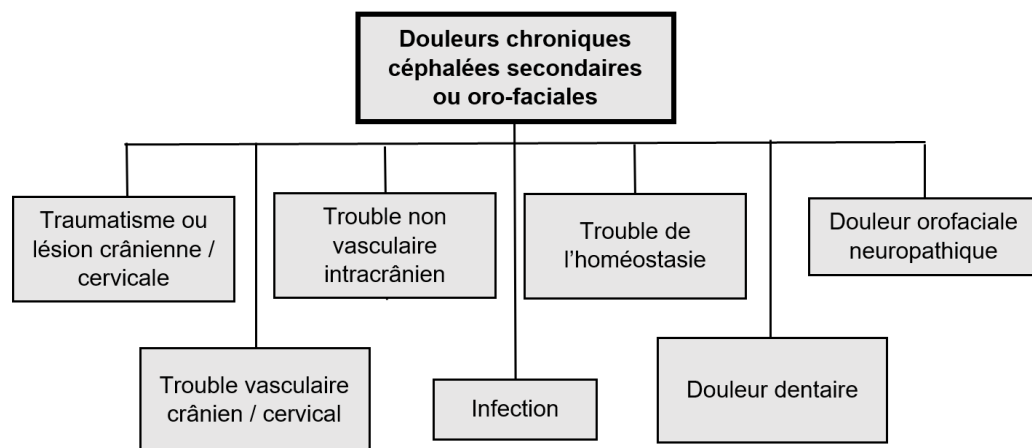 Douleurs chroniques
céphalées secondaires
ou oro-faciales
Traumatisme ou
lésion crânienne /
cervicale
Trouble non
vasculaire
intracrânien
Trouble de
l’homéostasie
Douleur orofaciale
neuropathique
Trouble vasculaire
crânien / cervical
Infection
Douleur dentaire